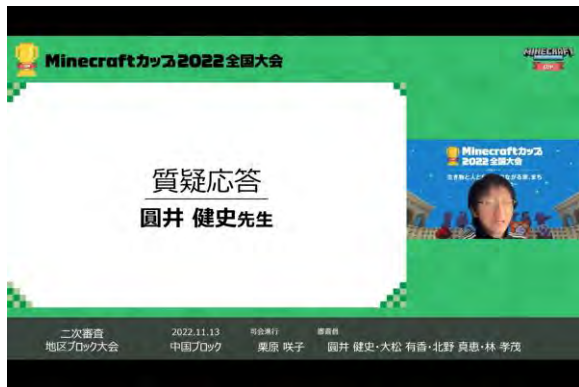 Minecraftカップ2022全国大会
MINECRAFT
質疑応答
圓井 健史先生
Minecraftカップ
2022 全国大会
二次審査
地区ブロック大会
2022.11.13
中国ブロック
司会進行
栗原 咲子
審査員
圓井 健史・大松 有香・北野 真恵・林 孝茂